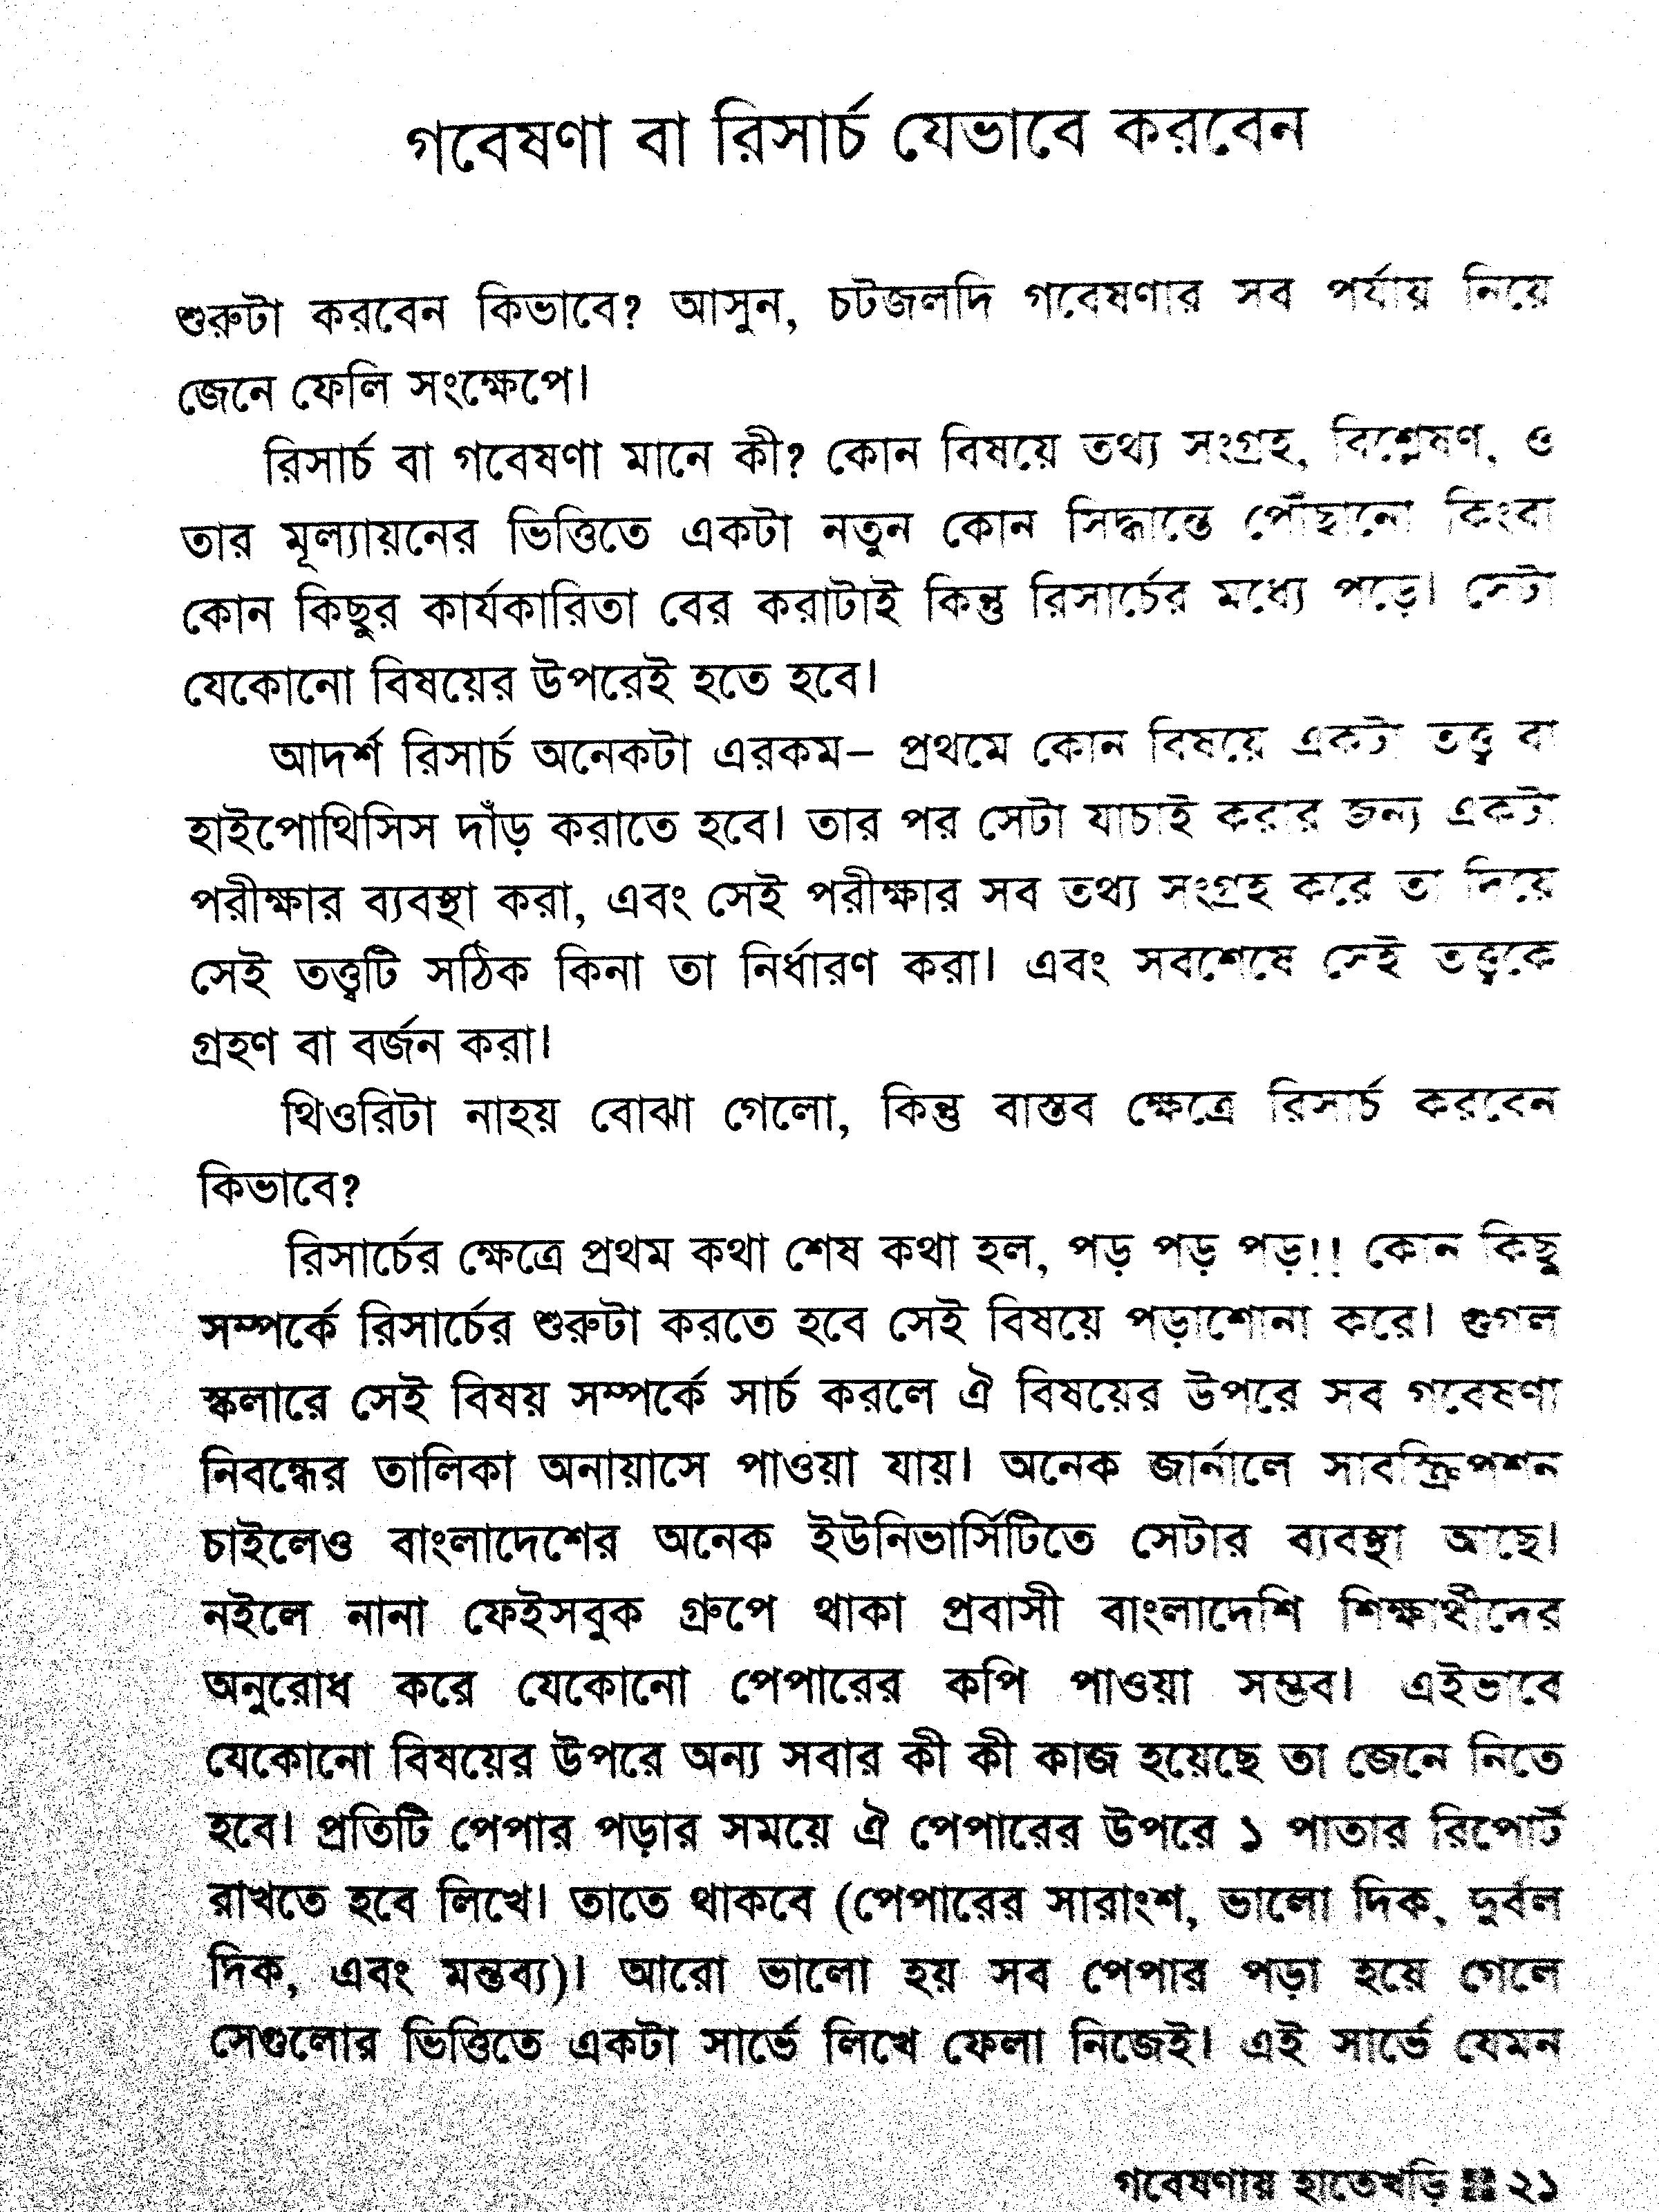 গবেষণা বা রিসার্চ যেভাবে করবেন
শুরুটা করবেন কিভাবে? আসুন, চটজলদি গবেষণার সব পর্যায় নিয়ে
জেনে ফেলি সংক্ষেপে।
রিসার্চ বা গবেষণা মানে কী? কোন বিষয়ে তথ্য সংগ্রহ, বিশ্লেষণ, ও
তার মূল্যায়নের ভিত্তিতে একটা নতুন কোন সিদ্ধান্তে পৌঁছানো কিংবা
কোন কিছুর কার্যকারিতা বের করাটাই কিন্তু রিসার্চের মধ্যে পড়ে। সেটা
যেকোনো বিষয়ের উপরেই হতে হবে।
আদর্শ রিসার্চ অনেকটা এরকম– প্রথমে কোন বিষয়ে একটা তত্ত্ব বা
হাইপোথিসিস দাঁড় করাতে হবে। তার পর সেটা যাচাই করার জন্য একটা
পরীক্ষার ব্যবস্থা করা, এবং সেই পরীক্ষার সব তথ্য সংগ্রহ করে তা দিয়ে
সেই তত্ত্বটি সঠিক কিনা তা নির্ধারণ করা। এবং সবশেষে সেই তত্ত্বকে
গ্রহণ বা বর্জন করা।
থিওরিটা নাহয় বোঝা গেলো, কিন্তু বাস্তব ক্ষেত্রে রিসার্চ করবেন
কিভাবে?
রিসার্চের ক্ষেত্রে প্রথম কথা শেষ কথা হল, পড় পড় পড়!! কোন কিছু
সম্পর্কে রিসার্চের শুরুটা করতে হবে সেই বিষয়ে পড়াশোনা করে। গুগল
স্কলারে সেই বিষয় সম্পর্কে সার্চ করলে ঐ বিষয়ের উপরে সব গবেষণা
নিবন্ধের তালিকা অনায়াসে পাওয়া যায়। অনেক জার্নালে সাবস্ক্রিপশন
চাইলেও বাংলাদেশের অনেক ইউনিভার্সিটিতে সেটার ব্যবস্থা আছে।
নইলে নানা ফেইসবুক গ্রুপে থাকা প্রবাসী বাংলাদেশি শিক্ষার্থীদের
অনুরোধ করে যেকোনো পেপারের কপি পাওয়া সম্ভব। এইভাবে
যেকোনো বিষয়ের উপরে অন্য সবার কী কী কাজ হয়েছে তা জেনে নিতে
হবে। প্রতিটি পেপার পড়ার সময়ে ঐ পেপারের উপরে ১ পাতার রিপোর্ট
রাখতে হবে লিখে। তাতে থাকবে (পেপারের সারাংশ, ভালো দিক, দুর্বল
দিক, এবং মন্তব্য)। আরো ভালো হয় সব পেপার পড়া হয়ে গেলে
সেগুলোর ভিত্তিতে একটা সার্ভে লিখে ফেলা নিজেই। এই সার্ভে যেমন
গবেষণায় হাতেখড়ি ২১